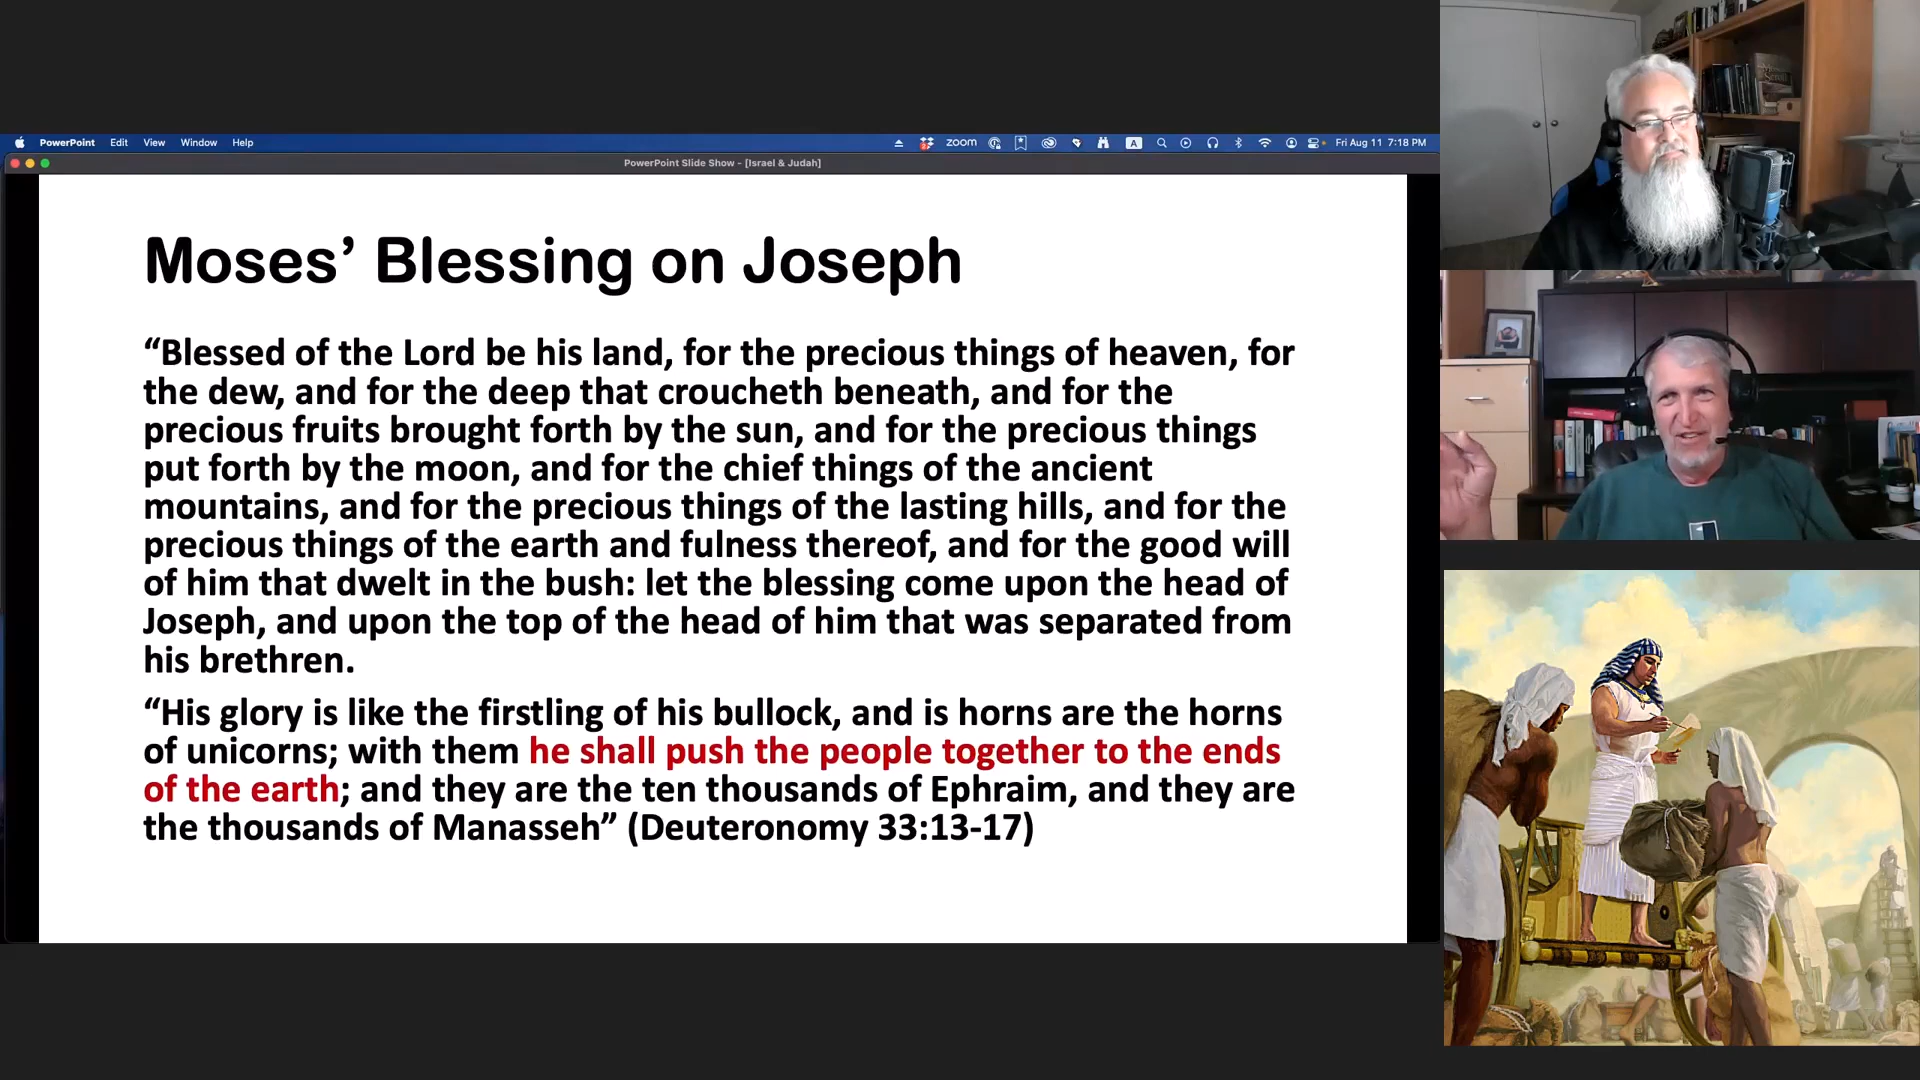 PowerPoint Edit View Window Help zoom A Fri Aug 11 7:18 PM
PowerPoint Slide Show - [Israel & Judah]
Moses’ Blessing on Joseph
“Blessed of the Lord be his land, for the precious things of heaven, for
the dew, and for the deep that croucheth beneath, and for the
precious fruits brought forth by the sun, and for the precious things
put forth by the moon, and for the chief things of the ancient
mountains, and for the precious things of the lasting hills, and for the
precious things of the earth and fulness thereof, and for the good will
of him that dwelt in the bush: let the blessing come upon the head of
Joseph, and upon the top of the head of him that was separated from
his brethren.
“His glory is like the firstling of his bullock, and is horns are the horns
of unicorns; with them he shall push the people together to the ends
of the earth; and they are the ten thousands of Ephraim, and they are
the thousands of Manasseh” (Deuteronomy 33:13-17)